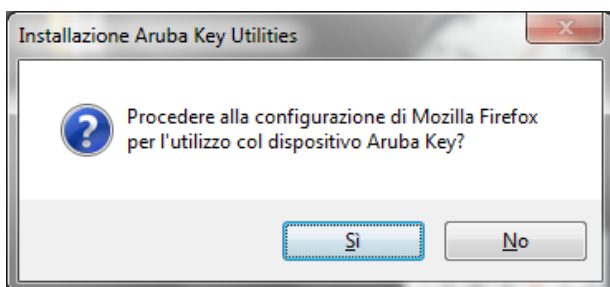 Installazione Aruba Key Utilities
Procedere alla configurazione di Mozilla Firefox
per l'utilizzo col dispositivo Aruba Key?
Sì
No